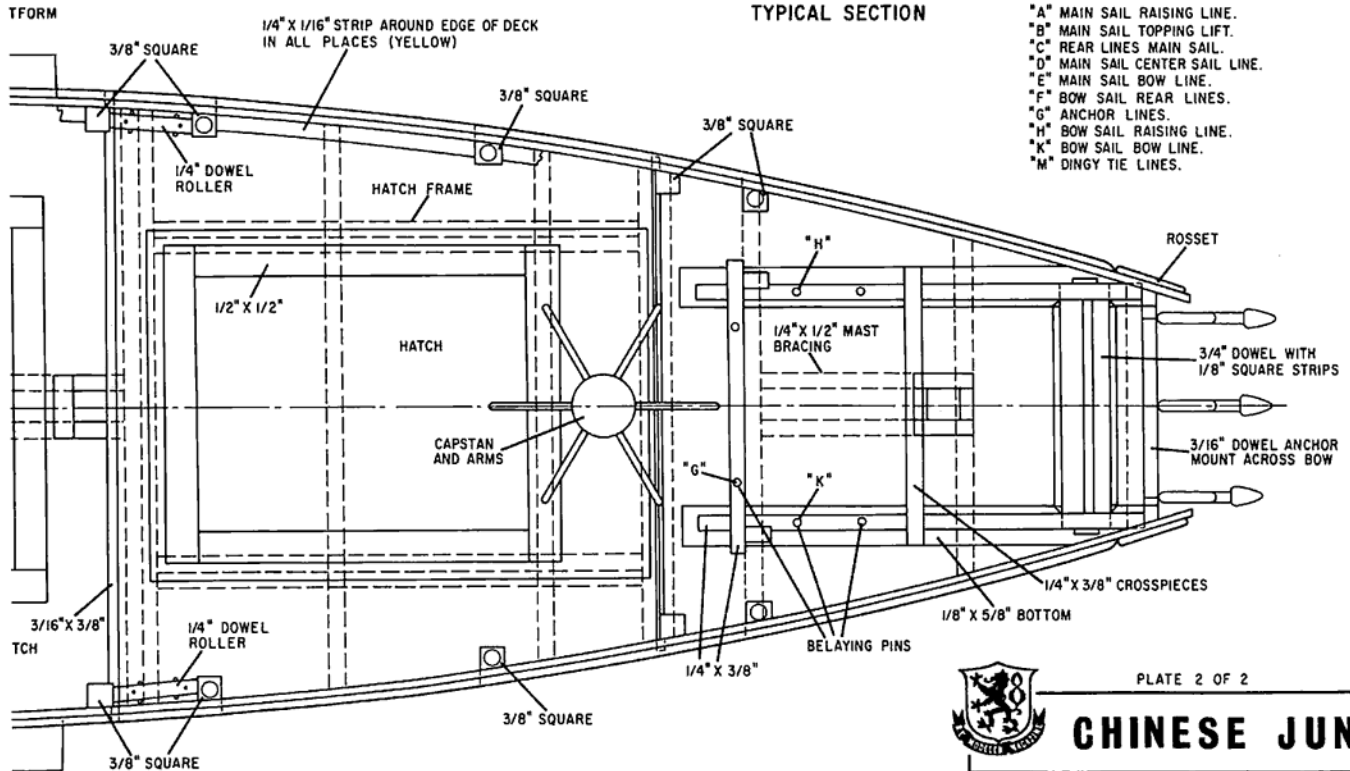 TFORM
1/4" X 1/16" STRIP AROUND EDGE OF DECK
IN ALL PLACES (YELLOW)
TYPICAL SECTION
"A" MAIN SAIL RAISING LINE.
"B" MAIN SAIL TOPPING LIFT.
"C" REAR LINES MAIN SAIL.
"D" MAIN SAIL CENTER SAIL LINE.
"E" MAIN SAIL BOW LINE.
"F" BOW SAIL REAR LINES.
"G" ANCHOR LINES.
"H" BOW SAIL RAISING LINE.
"K" BOW SAIL BOW LINE.
"M" DINGY TIE LINES.
3/8" SQUARE
3/8" SQUARE
3/8" SQUARE
1/4" DOWEL
ROLLER
HATCH FRAME
ROSSET
"H"
1/2" X 1/2"
HATCH
1/4" X 1/2" MAST
BRACING
3/4" DOWEL WITH
1/8" SQUARE STRIPS
CAPSTAN
AND ARMS
"G"
"K"
3/16" DOWEL ANCHOR
MOUNT ACROSS BOW
1/4" X 3/8" CROSSPIECES
1/8" X 5/8" BOTTOM
3/16" X 3/8"
1/4" DOWEL
ROLLER
TCH
BELAYING PINS
1/4" X 3/8"
3/8" SQUARE
3/8" SQUARE
PLATE 2 OF 2
CHINESE JUN